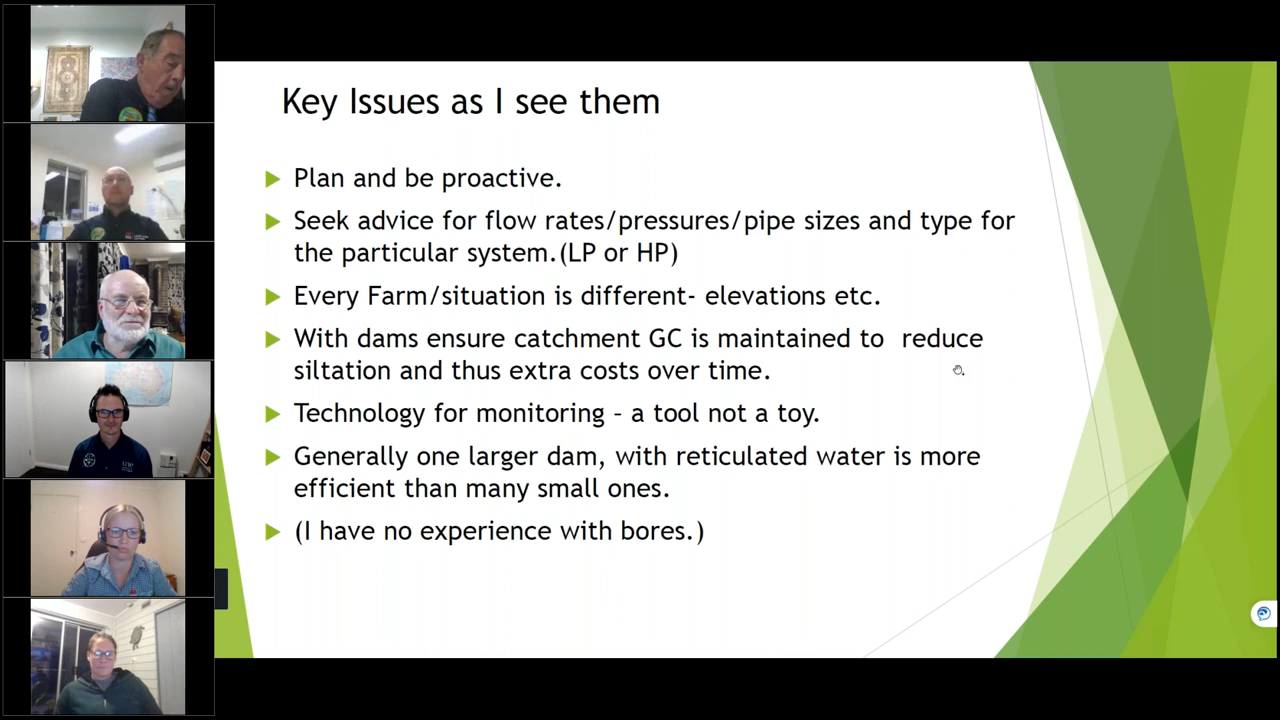 Key Issues as I see them
Plan and be proactive.
Seek advice for flow rates/pressures/pipe sizes and type for
the particular system.(LP or HP)
Every Farm/situation is different- elevations etc.
With dams ensure catchment GC is maintained to  reduce
siltation and thus extra costs over time.
Technology for monitoring – a tool not a toy.
Generally one larger dam, with reticulated water is more
efficient than many small ones.
(I have no experience with bores.)